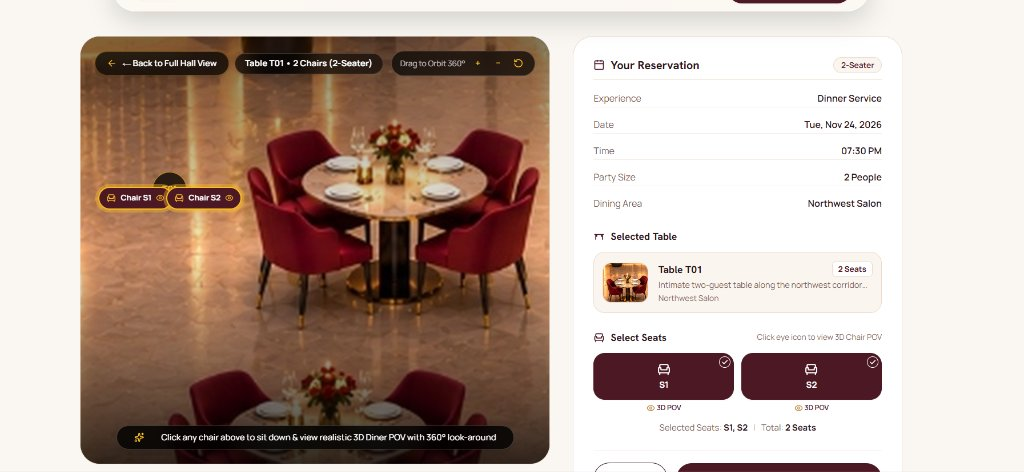 ← ← Back to Full Hall View
Table T01 • 2 Chairs (2-Seater)
Drag to Orbit 360° + −
Chair S1
Chair S2
Click any chair above to sit down & view realistic 3D Diner POV with 360° look-around
Your Reservation
2-Seater
Experience Dinner Service
Date Tue, Nov 24, 2026
Time 07:30 PM
Party Size 2 People
Dining Area Northwest Salon
Selected Table
Table T01 2 Seats
Intimate two-guest table along the northwest corridor...
Northwest Salon
Select Seats Click eye icon to view 3D Chair POV
S1 S2
3D POV 3D POV
Selected Seats: S1, S2 | Total: 2 Seats